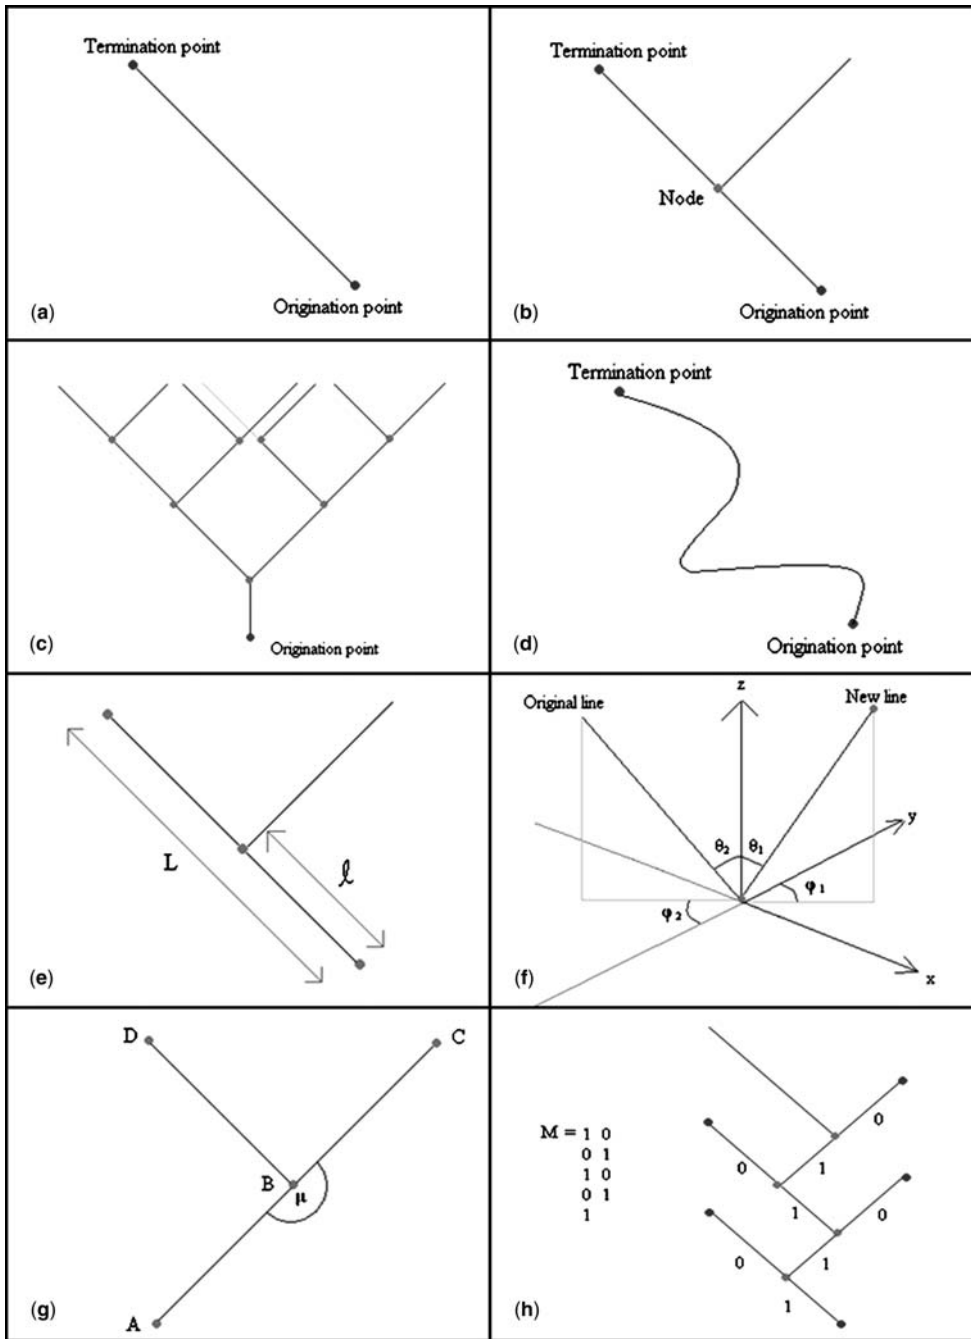 Termination point
Origination point
(a)
Termination point
Node
Origination point
(b)
Origination point
(c)
Termination point
Origination point
(d)
L
ℓ
(e)
z
Original line
New line
y
θ2 θ1
φ1
φ2
x
(f)
D
C
B
μ
A
(g)
M = 1 0
0 1
1 0
0 1
1
0
0 1
1 0
0 1
1
(h)